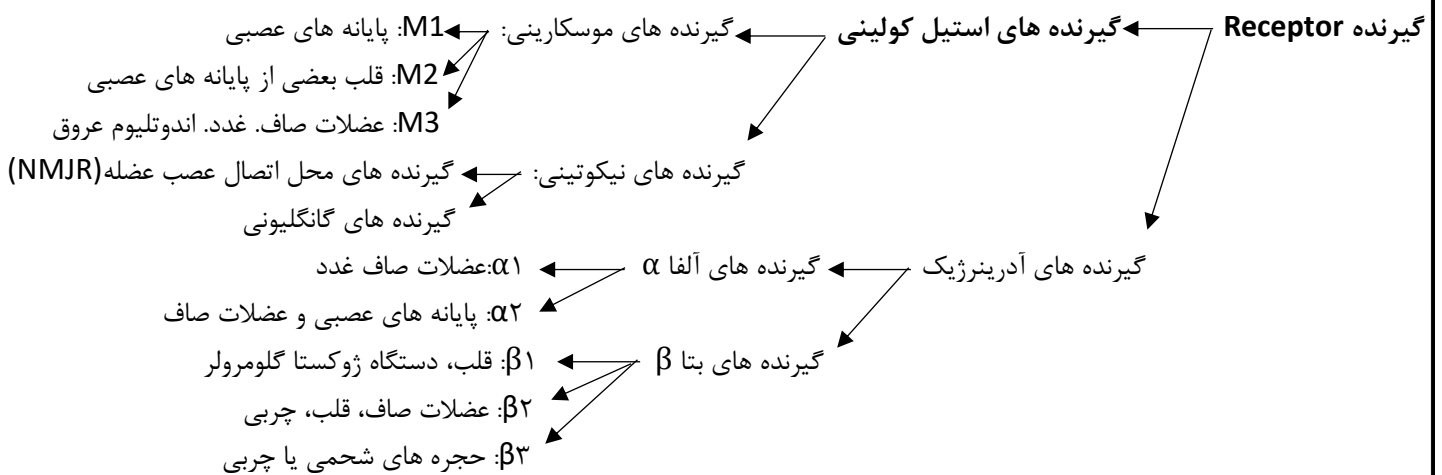 گیرنده Receptor گیرنده های استیل کولینی گیرنده های موسکارینی: M1: پایانه های عصبی
M2: قلب بعضی از پایانه های عصبی
M3: عضلات صاف. غدد. اندوتلیوم عروق
گیرنده های نیکوتینی: گیرنده های محل اتصال عصب عضله(NMJR)
گیرنده های گانگلیونی
گیرنده های آدرینرژیک گیرنده های آلفا α α۱:عضلات صاف غدد
α۲: پایانه های عصبی و عضلات صاف
گیرنده های بتا β β۱: قلب، دستگاه ژوکستا گلومرولر
β۲: عضلات صاف، قلب، چربی
β۳: حجره های شحمی یا چربی